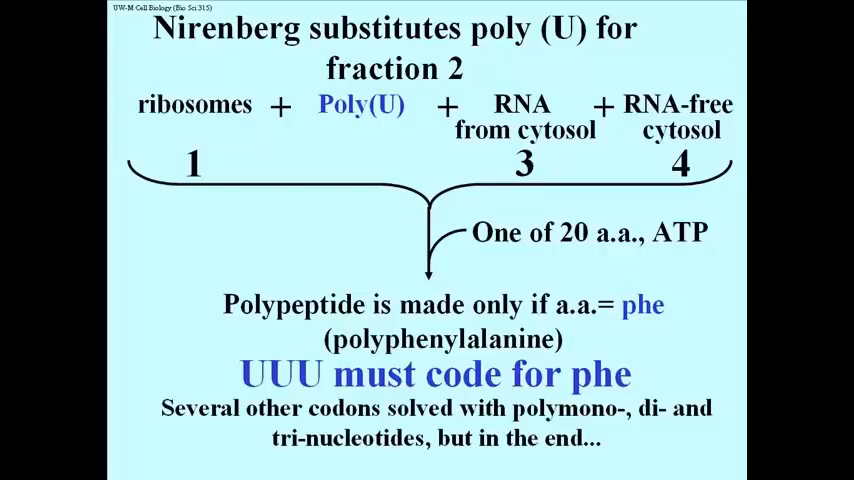 UW-M Cell Biology (Bio Sci 315)
Nirenberg substitutes poly (U) for
fraction 2
ribosomes + Poly(U) + RNA + RNA-free
from cytosol cytosol
1 3 4
One of 20 a.a., ATP
Polypeptide is made only if a.a.= phe
(polyphenylalanine)
UUU must code for phe
Several other codons solved with polymono-, di- and
tri-nucleotides, but in the end...